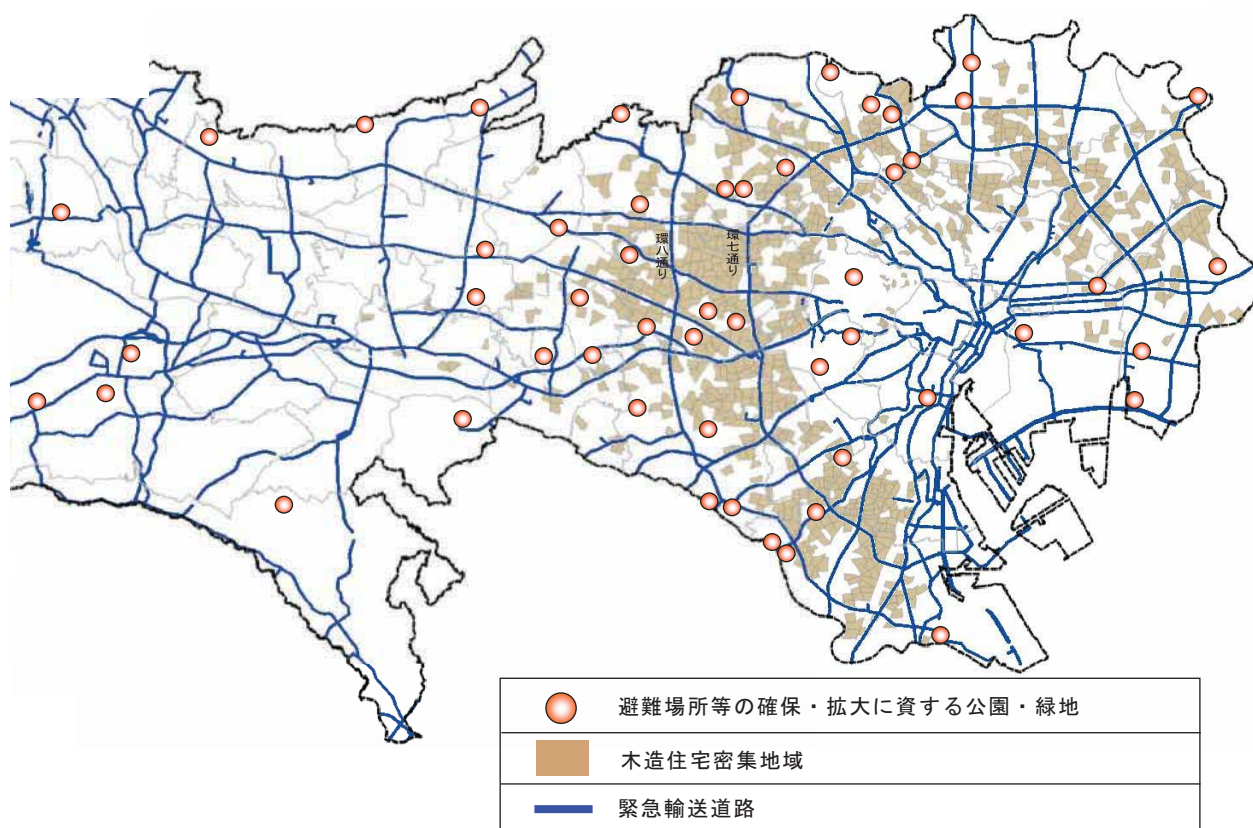 環八通り
環七通り
避難場所等の確保・拡大に資する公園・緑地
木造住宅密集地域
緊急輸送道路